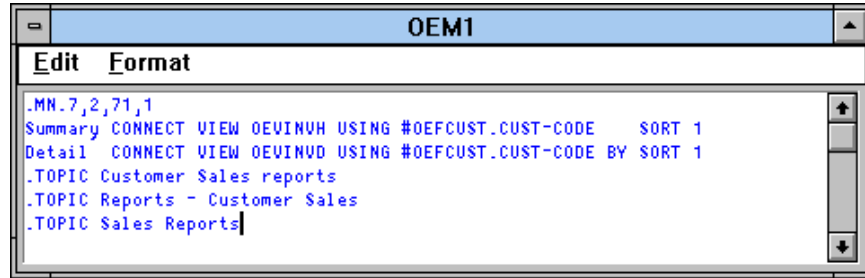 OEM1
Edit Format
.MN.7,2,71,1
Summary CONNECT VIEW OEVINVH USING #OEFCUST.CUST-CODE    SORT 1
Detail  CONNECT VIEW OEVINVD USING #OEFCUST.CUST-CODE BY SORT 1
.TOPIC Customer Sales reports
.TOPIC Reports - Customer Sales
.TOPIC Sales Reports